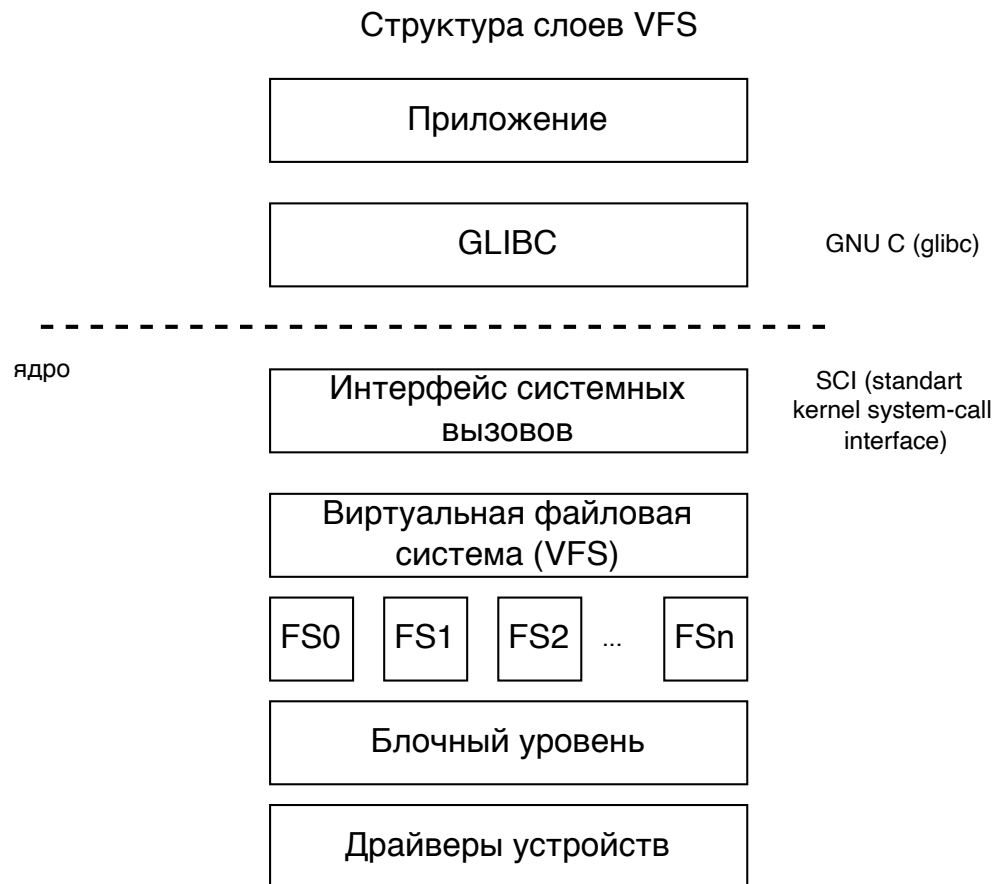 Структура слоев VFS
Приложение
GLIBC
GNU C (glibc)
ядро
Интерфейс системных
вызовов
SCI (standart
kernel system-call
interface)
Виртуальная файловая
система (VFS)
FS0
FS1
FS2
...
FSn
Блочный уровень
Драйверы устройств